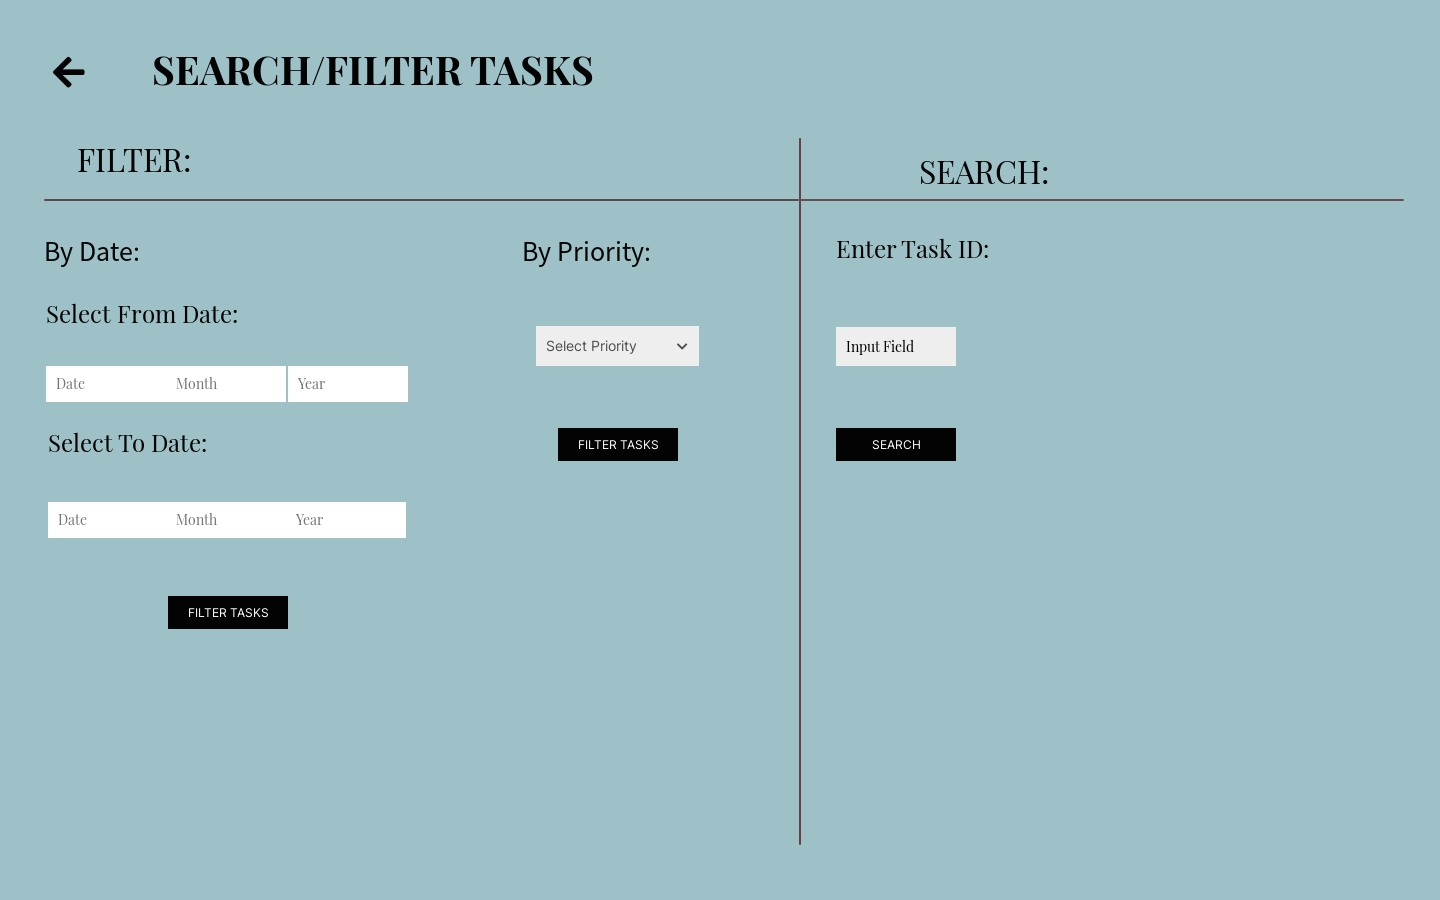 SEARCH/FILTER TASKS
FILTER:
SEARCH:
By Date:
By Priority:
Enter Task ID:
Select From Date:
Select Priority
Input Field
Date Month Year
FILTER TASKS
SEARCH
Select To Date:
Date Month Year
FILTER TASKS